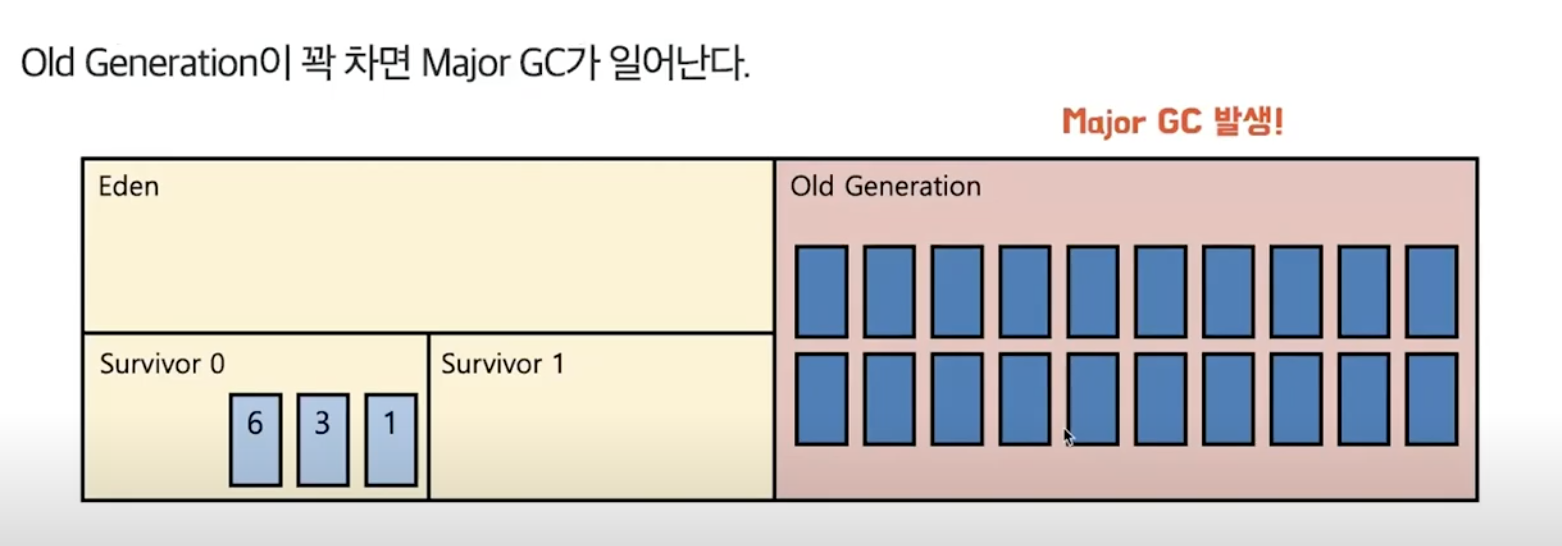 Old Generation이 꽉 차면 Major GC가 일어난다.
Major GC 발생!
Eden
Old Generation
Survivor 0
Survivor 1
6 3 1